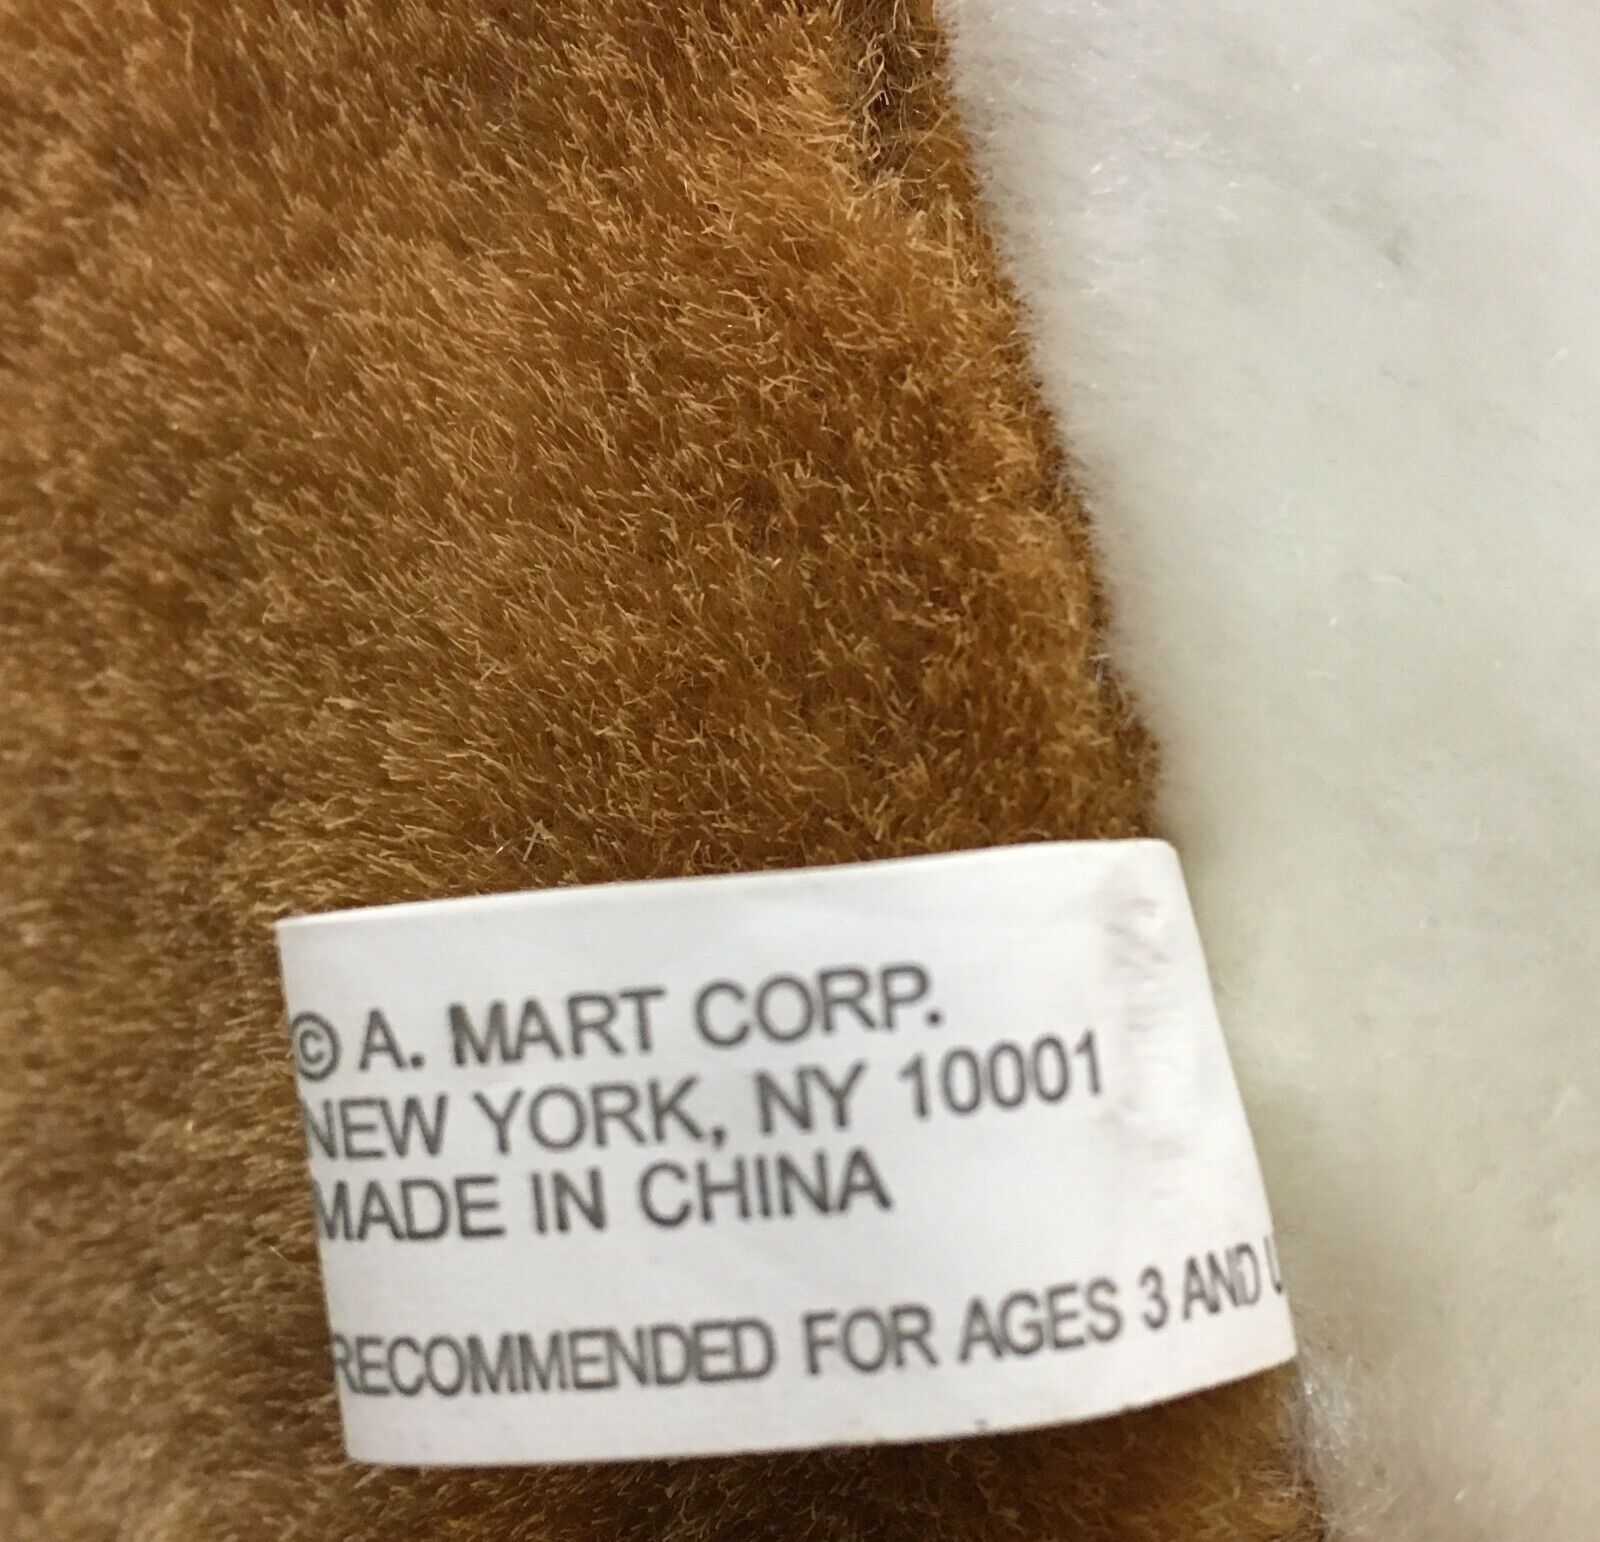 © A. MART CORP.
NEW YORK, NY 10001
MADE IN CHINA
RECOMMENDED FOR AGES 3 AND